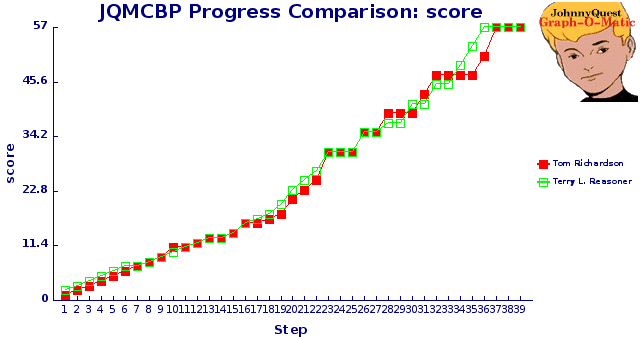 JQMCBP Progress Comparison: score
JohnnyQuest
Graph-O-Matic
57
45.6
34.2
22.8
11.4
0
score
1 2 3 4 5 6 7 8 9 10 11 12 13 14 15 16 17 18 19 20 21 22 23 24 25 26 27 28 29 30 31 32 33 34 35 36 37 38 39
Step
Tom Richardson
Terry L. Reasoner